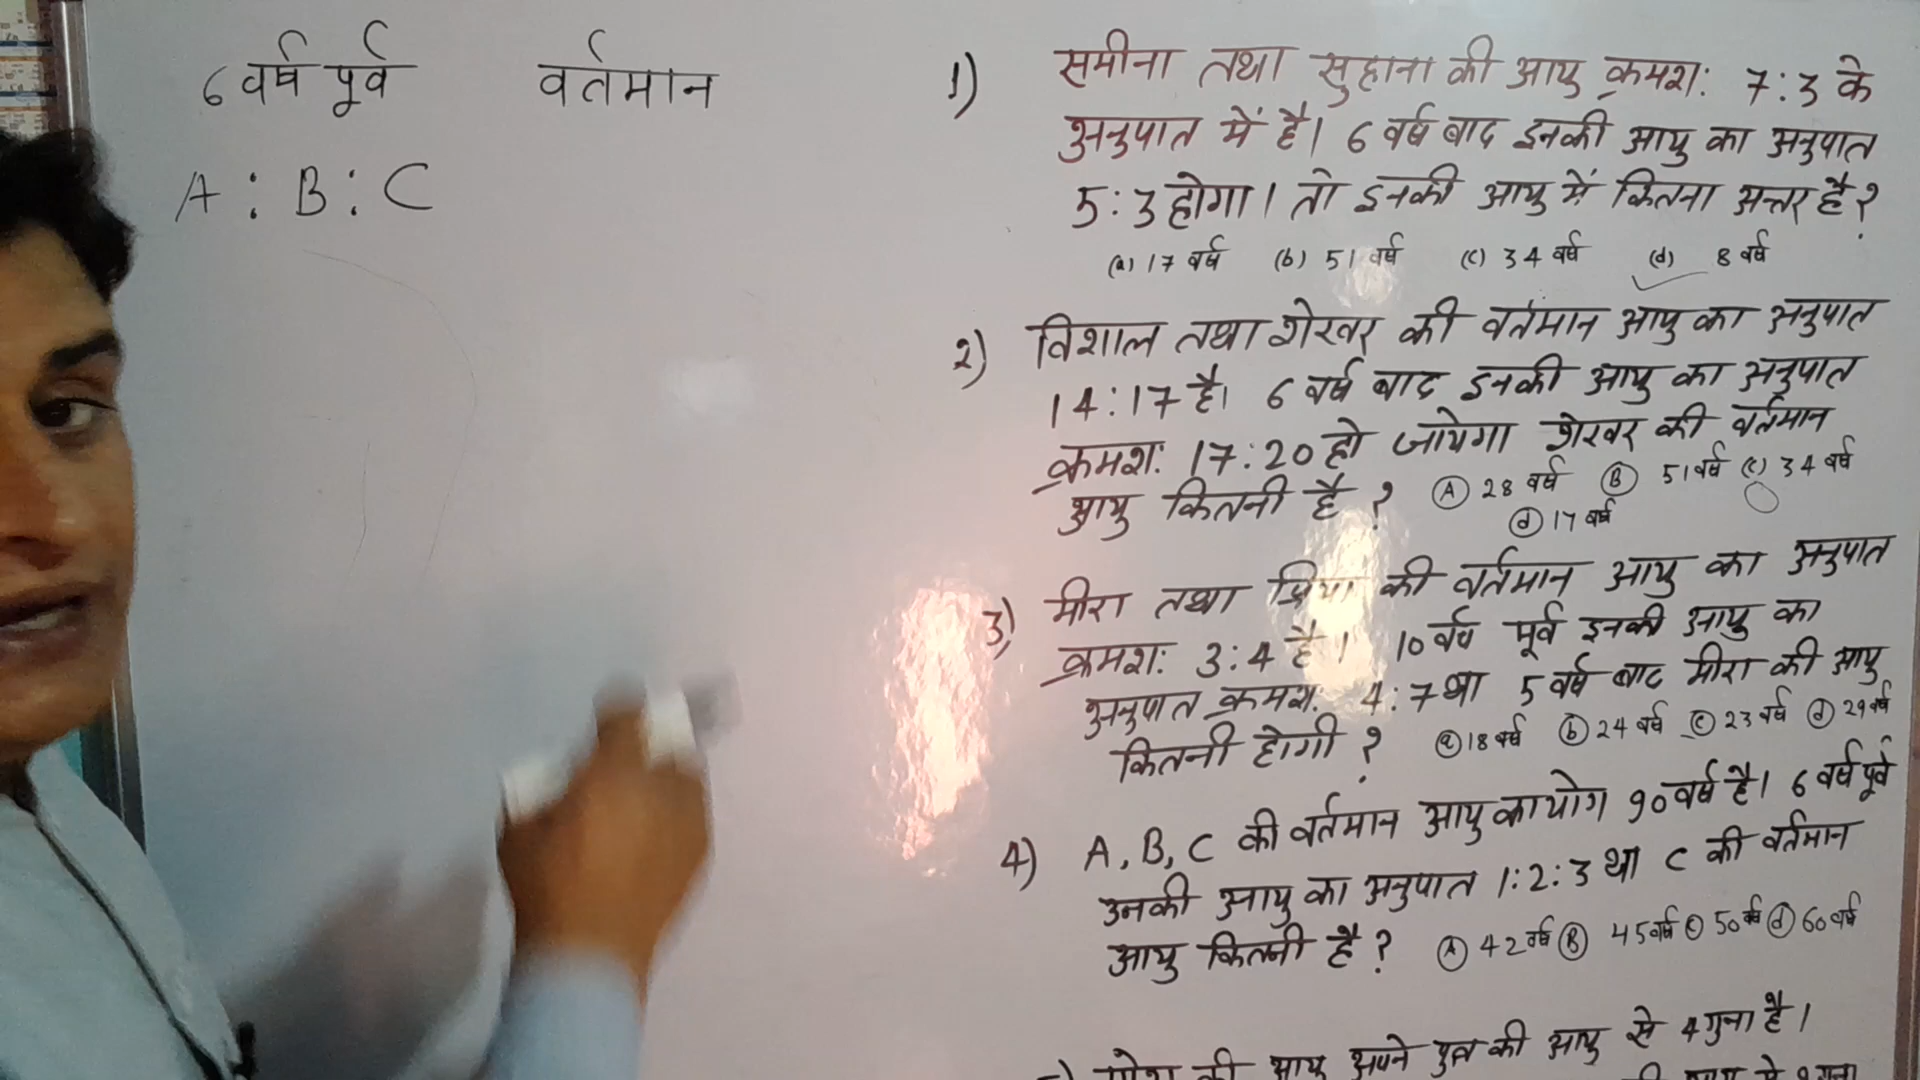 6 वर्ष पूर्व वर्तमान
A : B : C
1) समीना तथा सुहाना की आयु क्रमश: 7:3 के
अनुपात में है। 6 वर्ष बाद इनकी आयु का अनुपात
5:3 होगा। तो इनकी आयु में कितना अन्तर है?
(a) 17 वर्ष (b) 51 वर्ष (c) 34 वर्ष (d) 8 वर्ष
2) विशाल तथा शेखर की वर्तमान आयु का अनुपात
14:17 है। 6 वर्ष बाद इनकी आयु का अनुपात
क्रमश: 17:20 हो जायेगा शेखर की वर्तमान
आयु कितनी है ? (A) 28 वर्ष (B) 51 वर्ष (c) 34 वर्ष
(d) 17 वर्ष
3) मीरा तथा प्रिया की वर्तमान आयु का अनुपात
क्रमश: 3:4 है। 10 वर्ष पूर्व इनकी आयु का
अनुपात क्रमश: 4:7 था 5 वर्ष बाद मीरा की आयु
कितनी होगी ? (a) 18 वर्ष (b) 24 वर्ष (c) 23 वर्ष (d) 29 वर्ष
4) A, B, C की वर्तमान आयु का योग 90 वर्ष है। 6 वर्ष पूर्व
उनकी आयु का अनुपात 1:2:3 था C की वर्तमान
आयु कितनी है ? (A) 42 वर्ष (B) 45 वर्ष (c) 50 वर्ष (d) 60 वर्ष
की आयु अपने पुत्र की आयु से 4 गुना है।